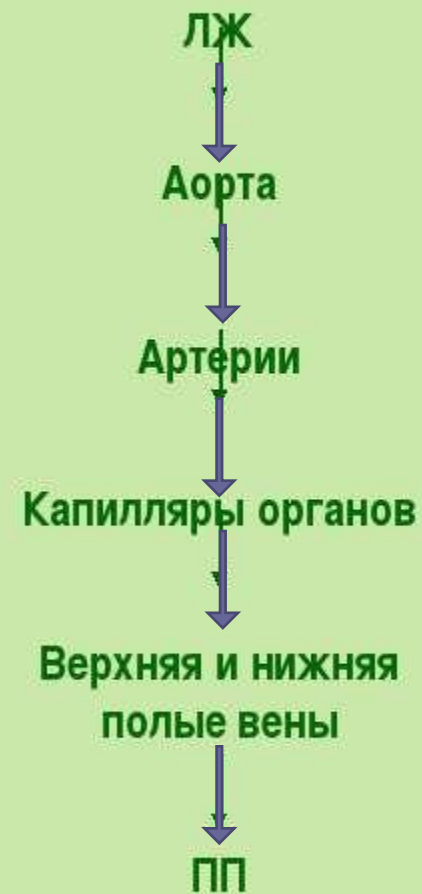 ЛЖ
Аорта
Артерии
Капилляры органов
Верхняя и нижняя
полые вены
ПП